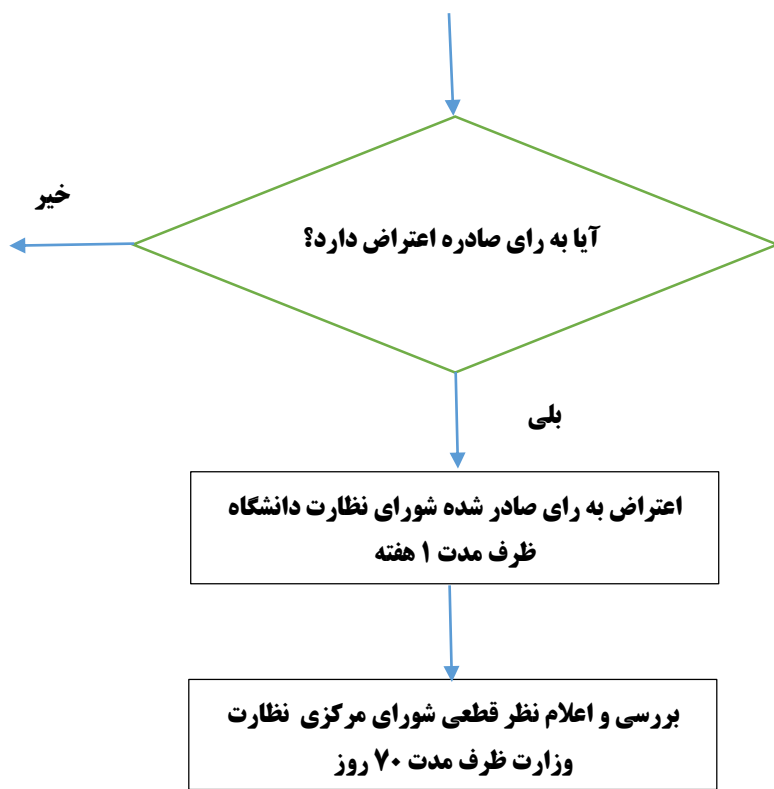 خیر
آیا به رای صادره اعتراض دارد؟
بلی
اعتراض به رای صادر شده شورای نظارت دانشگاه
ظرف مدت ۱ هفته
بررسی و اعلام نظر قطعی شورای مرکزی نظارت
وزارت ظرف مدت ۷۰ روز